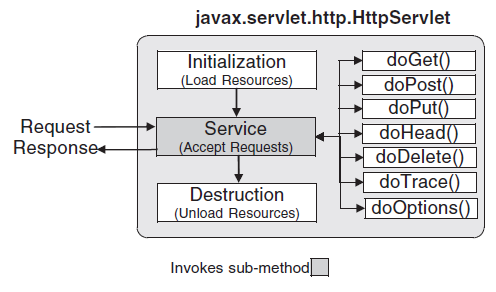 javax.servlet.http.HttpServlet
Initialization
(Load Resources)
Request
Response
Service
(Accept Requests)
Destruction
(Unload Resources)
doGet()
doPost()
doPut()
doHead()
doDelete()
doTrace()
doOptions()
Invokes sub-method